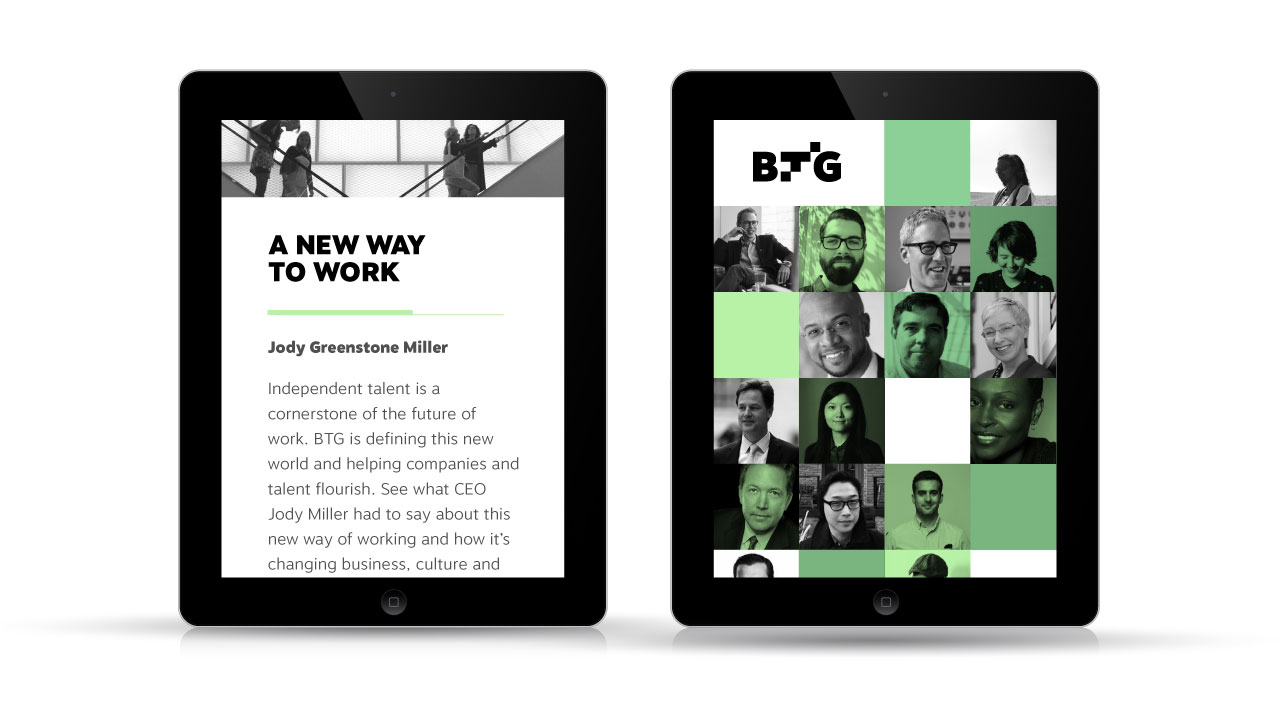 A NEW WAY
TO WORK
Jody Greenstone Miller
Independent talent is a
cornerstone of the future of
work. BTG is defining this new
world and helping companies and
talent flourish. See what CEO
Jody Miller had to say about this
new way of working and how it’s
changing business, culture and
BTG